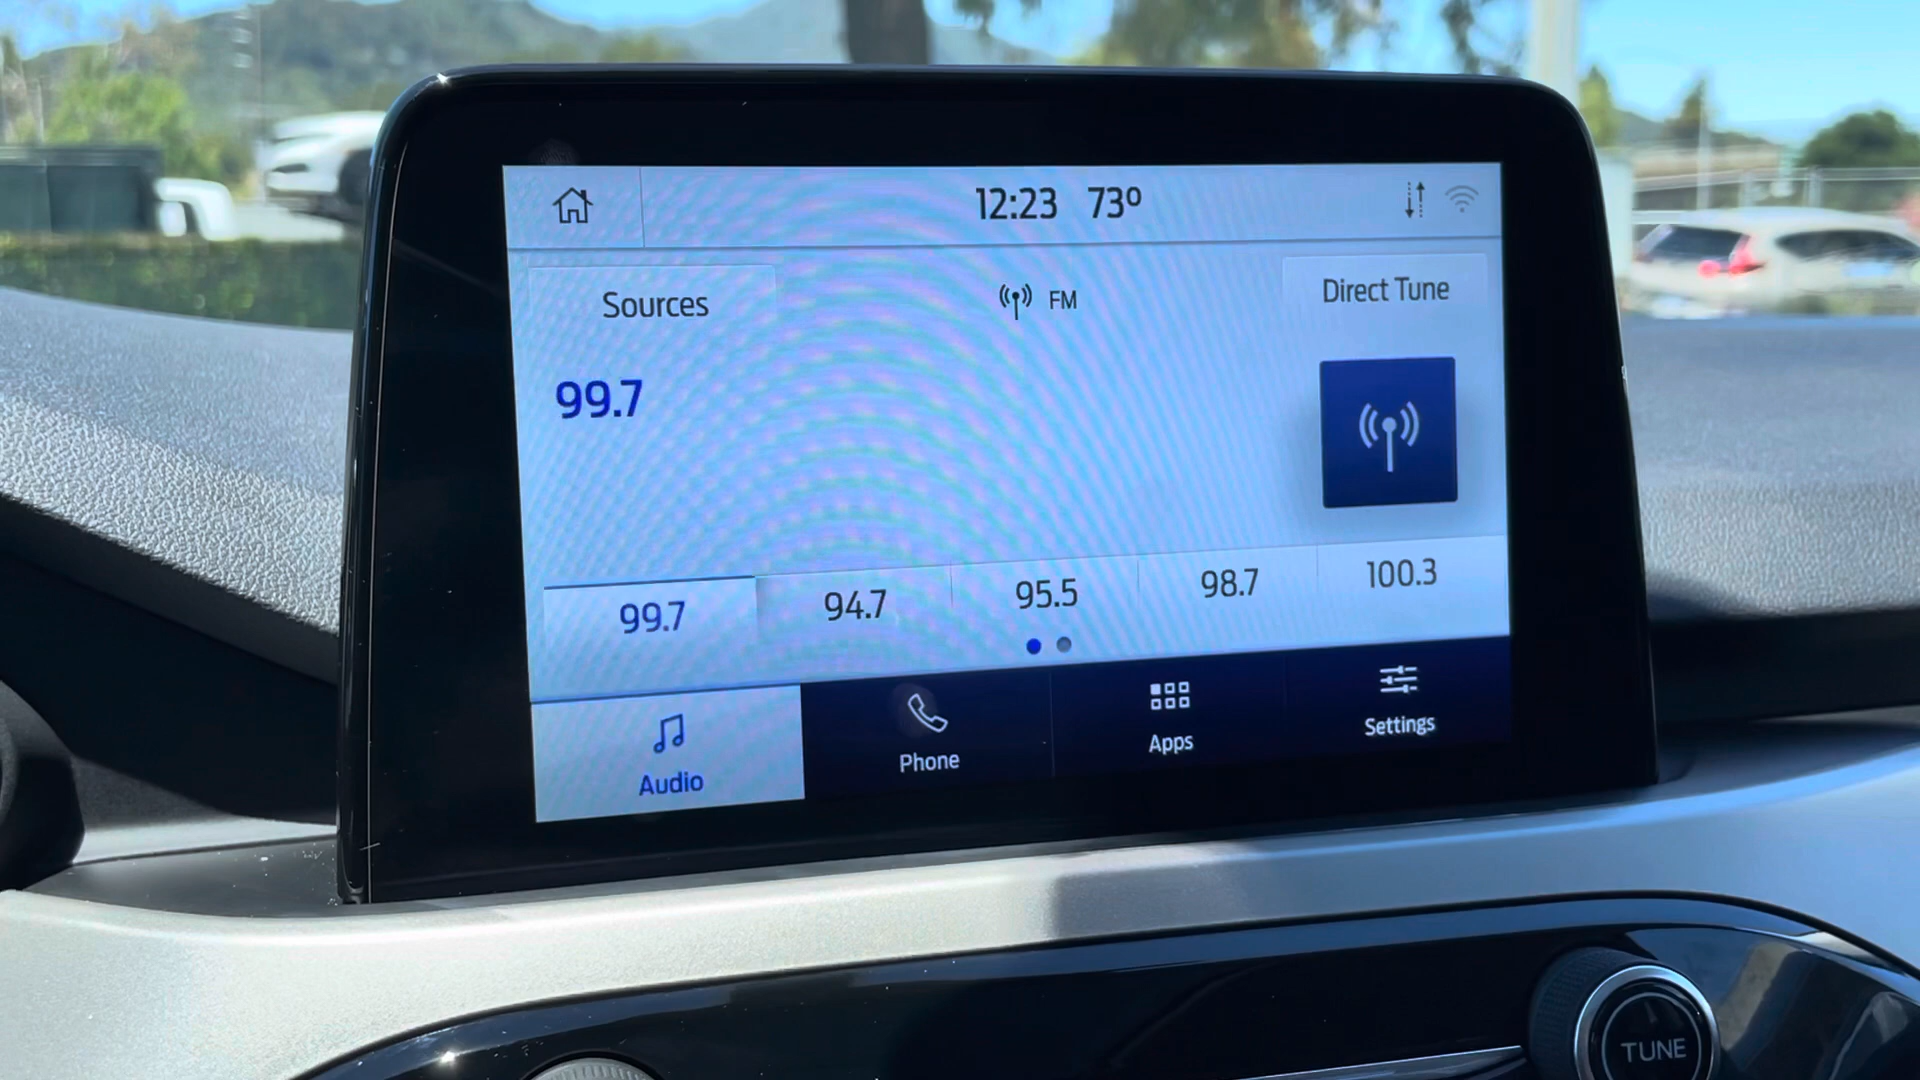 12:23 73°
Sources
FM
Direct Tune
99.7
99.7
94.7
95.5
98.7
100.3
Audio
Phone
Apps
Settings
TUNE